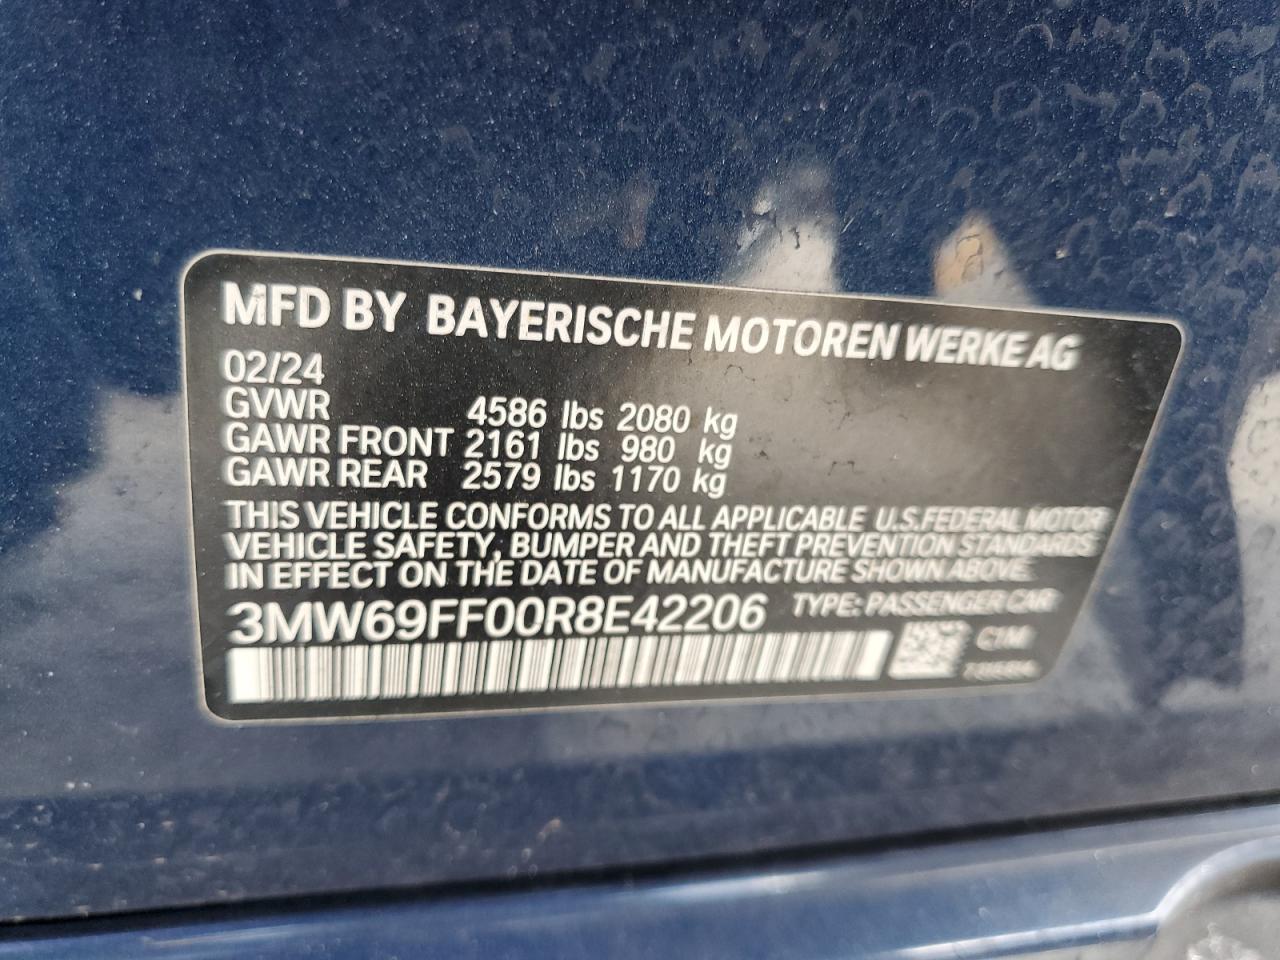 MFD BY BAYERISCHE MOTOREN WERKE AG
02/24
GVWR 4586 lbs 2080 kg
GAWR FRONT 2161 lbs 980 kg
GAWR REAR 2579 lbs 1170 kg
THIS VEHICLE CONFORMS TO ALL APPLICABLE U.S.FEDERAL MOTOR
VEHICLE SAFETY, BUMPER AND THEFT PREVENTION STANDARDS
IN EFFECT ON THE DATE OF MANUFACTURE SHOWN ABOVE.
3MW69FF00R8E42206 TYPE: PASSENGER CAR
C1M